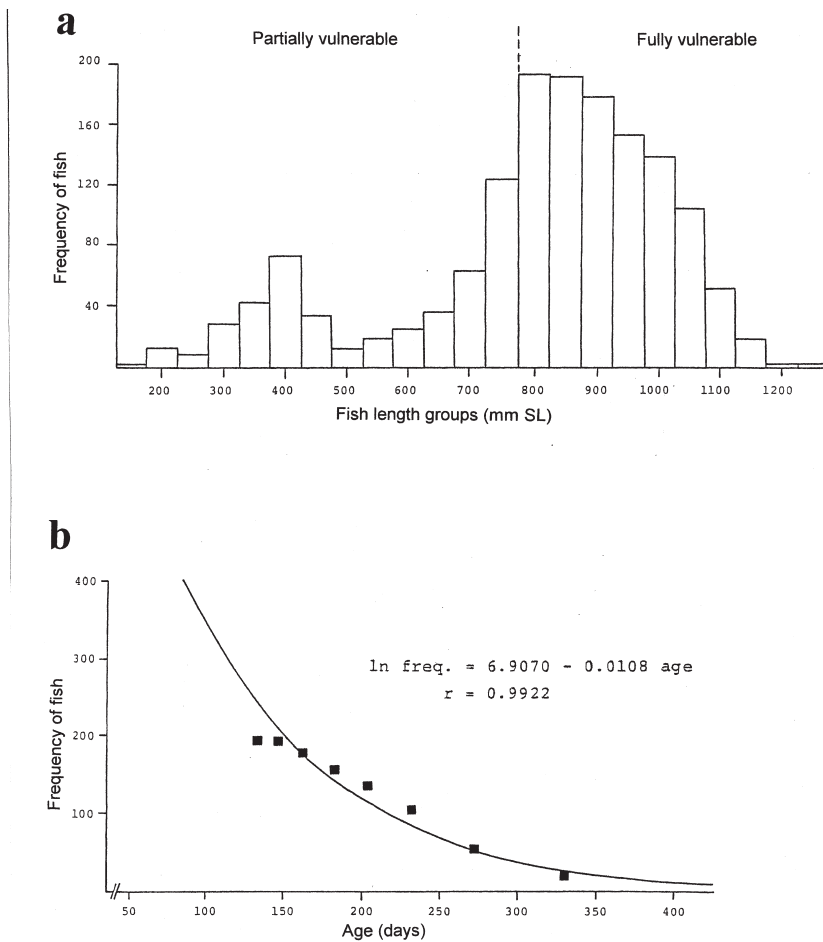 a
Partially vulnerable
Fully vulnerable
200
160
120
80
40
Frequency of fish
200 300 400 500 600 700 800 900 1000 1100 1200
Fish length groups (mm SL)
b
400
300
200
100
Frequency of fish
ln freq. = 6.9070 - 0.0108 age
r = 0.9922
50 100 150 200 250 300 350 400
Age (days)